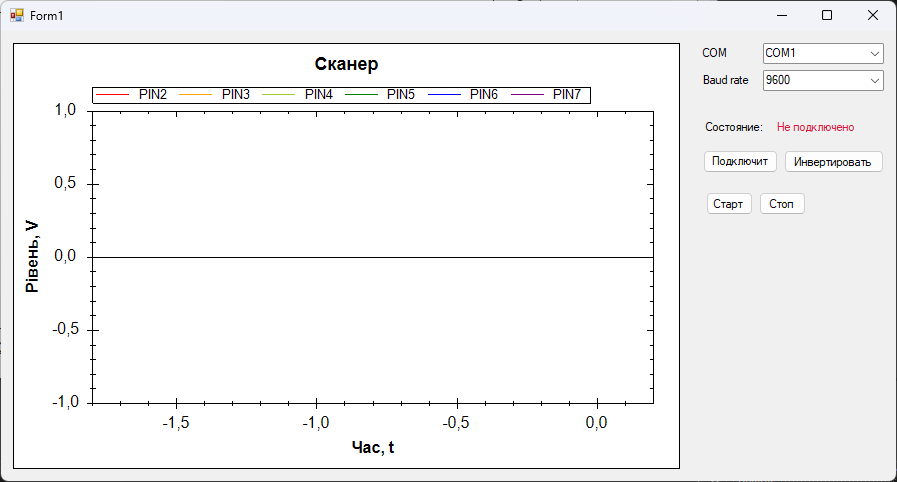 Form1
Сканер
PIN2 PIN3 PIN4 PIN5 PIN6 PIN7
1,0
0,5
0,0
-0,5
-1,0
Рівень, V
-1,5 -1,0 -0,5 0,0
Час, t
COM COM1
Baud rate 9600
Состояние: Не подключено
Подключит Инвертировать
Старт Стоп